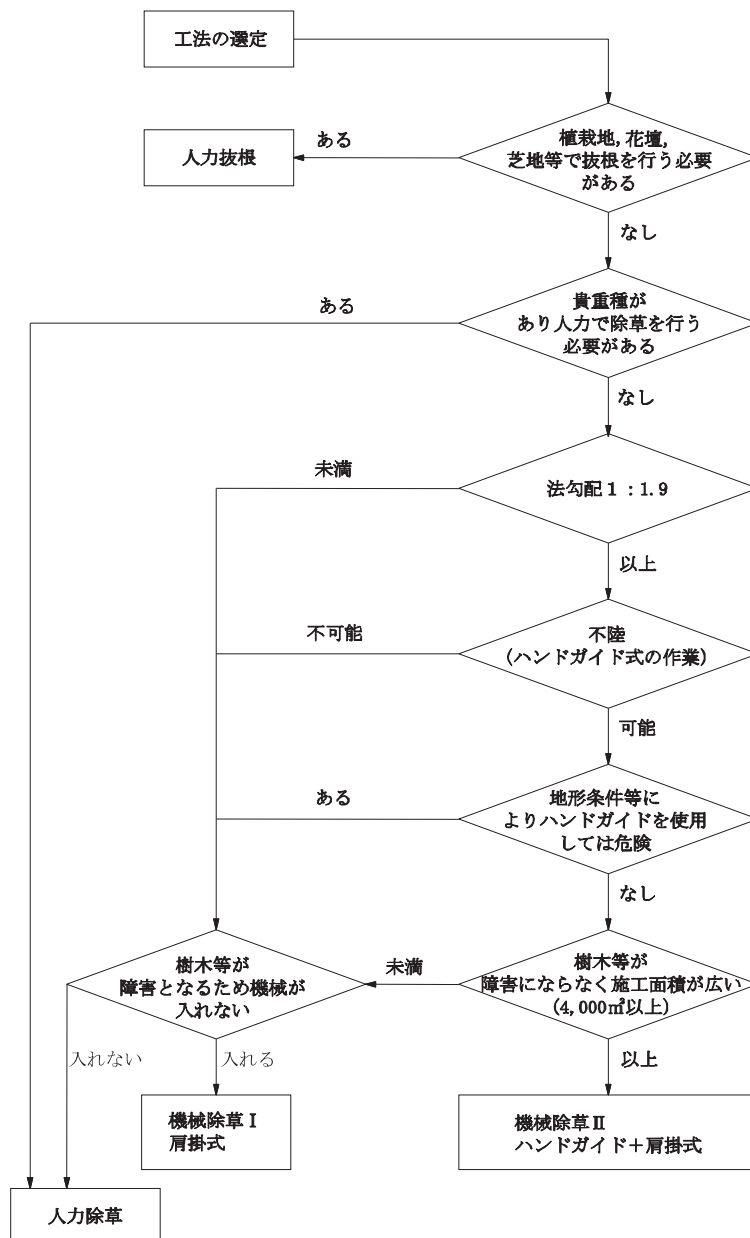 工法の選定
ある
人力抜根
植栽地,花壇,
芝地等で抜根を行う必要
がある
なし
ある
貴重種が
あり人力で除草を行う
必要がある
なし
未満
法勾配1:1.9
以上
不可能
不陸
(ハンドガイド式の作業)
可能
ある
地形条件等に
よりハンドガイドを使用
しては危険
なし
樹木等が
障害となるため機械が
入れない
未満
樹木等が
障害にならなく施工面積が広い
(4,000㎡以上)
入れない
入れる
以上
機械除草Ⅰ
肩掛式
機械除草Ⅱ
ハンドガイド+肩掛式
人力除草